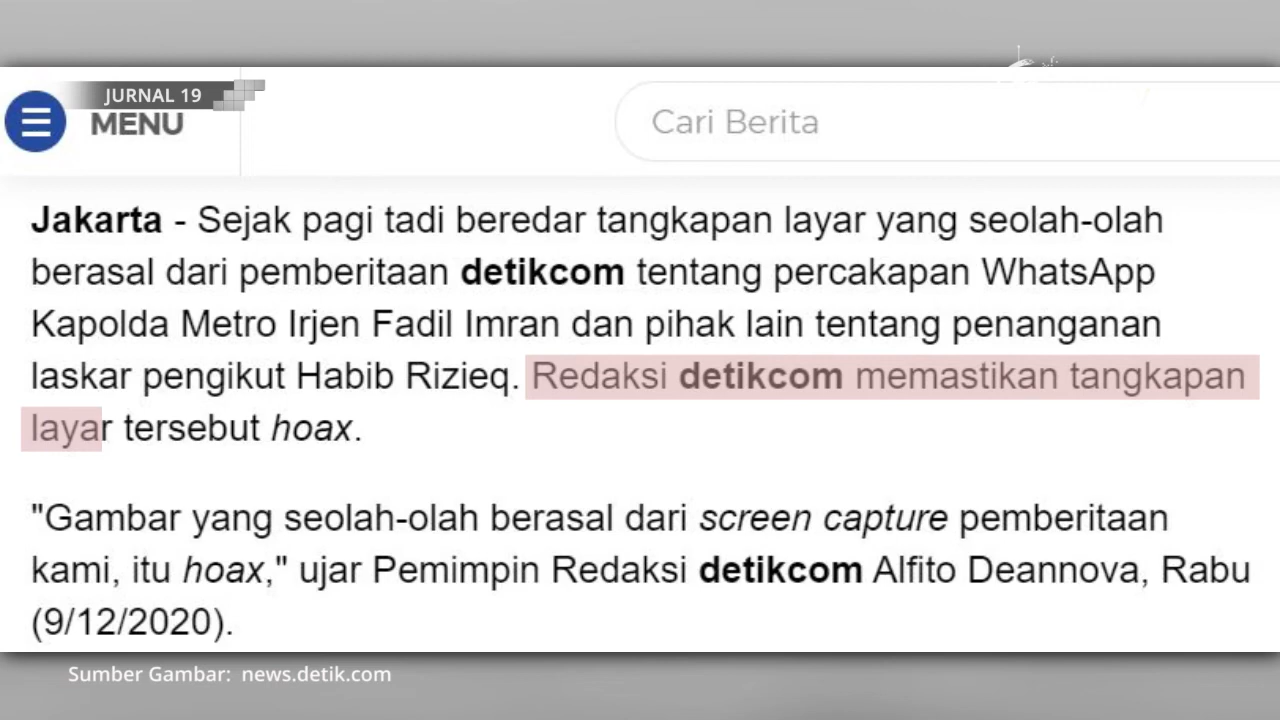 JURNAL 19
MENU
Cari Berita
Jakarta - Sejak pagi tadi beredar tangkapan layar yang seolah-olah
berasal dari pemberitaan detikcom tentang percakapan WhatsApp
Kapolda Metro Irjen Fadil Imran dan pihak lain tentang penanganan
laskar pengikut Habib Rizieq. Redaksi detikcom memastikan tangkapan
layar tersebut hoax.
"Gambar yang seolah-olah berasal dari screen capture pemberitaan
kami, itu hoax," ujar Pemimpin Redaksi detikcom Alfito Deannova, Rabu
(9/12/2020).
Sumber Gambar: news.detik.com